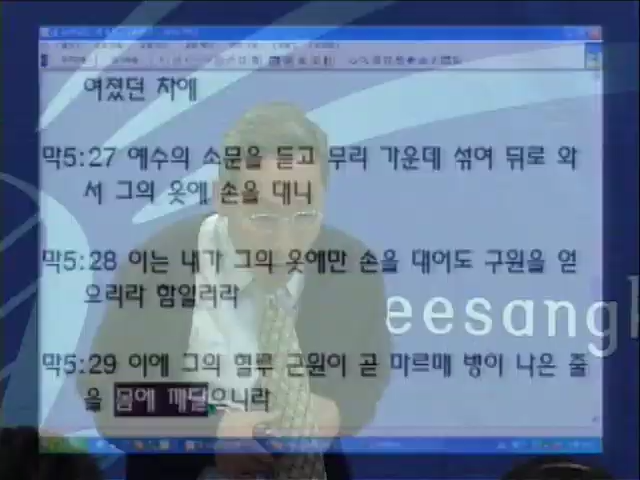 여졌던 차에
막5:27 예수의 소문을 듣고 무리 가운데 섞여 뒤로 와
서 그의 옷에 손을 대니
막5:28 이는 내가 그의 옷에만 손을 대어도 구원을 얻
으리라 함일러라
eesang
막5:29 이에 그의 혈루 근원이 곧 마르매 병이 나은 줄
을 몸에 깨달으니라